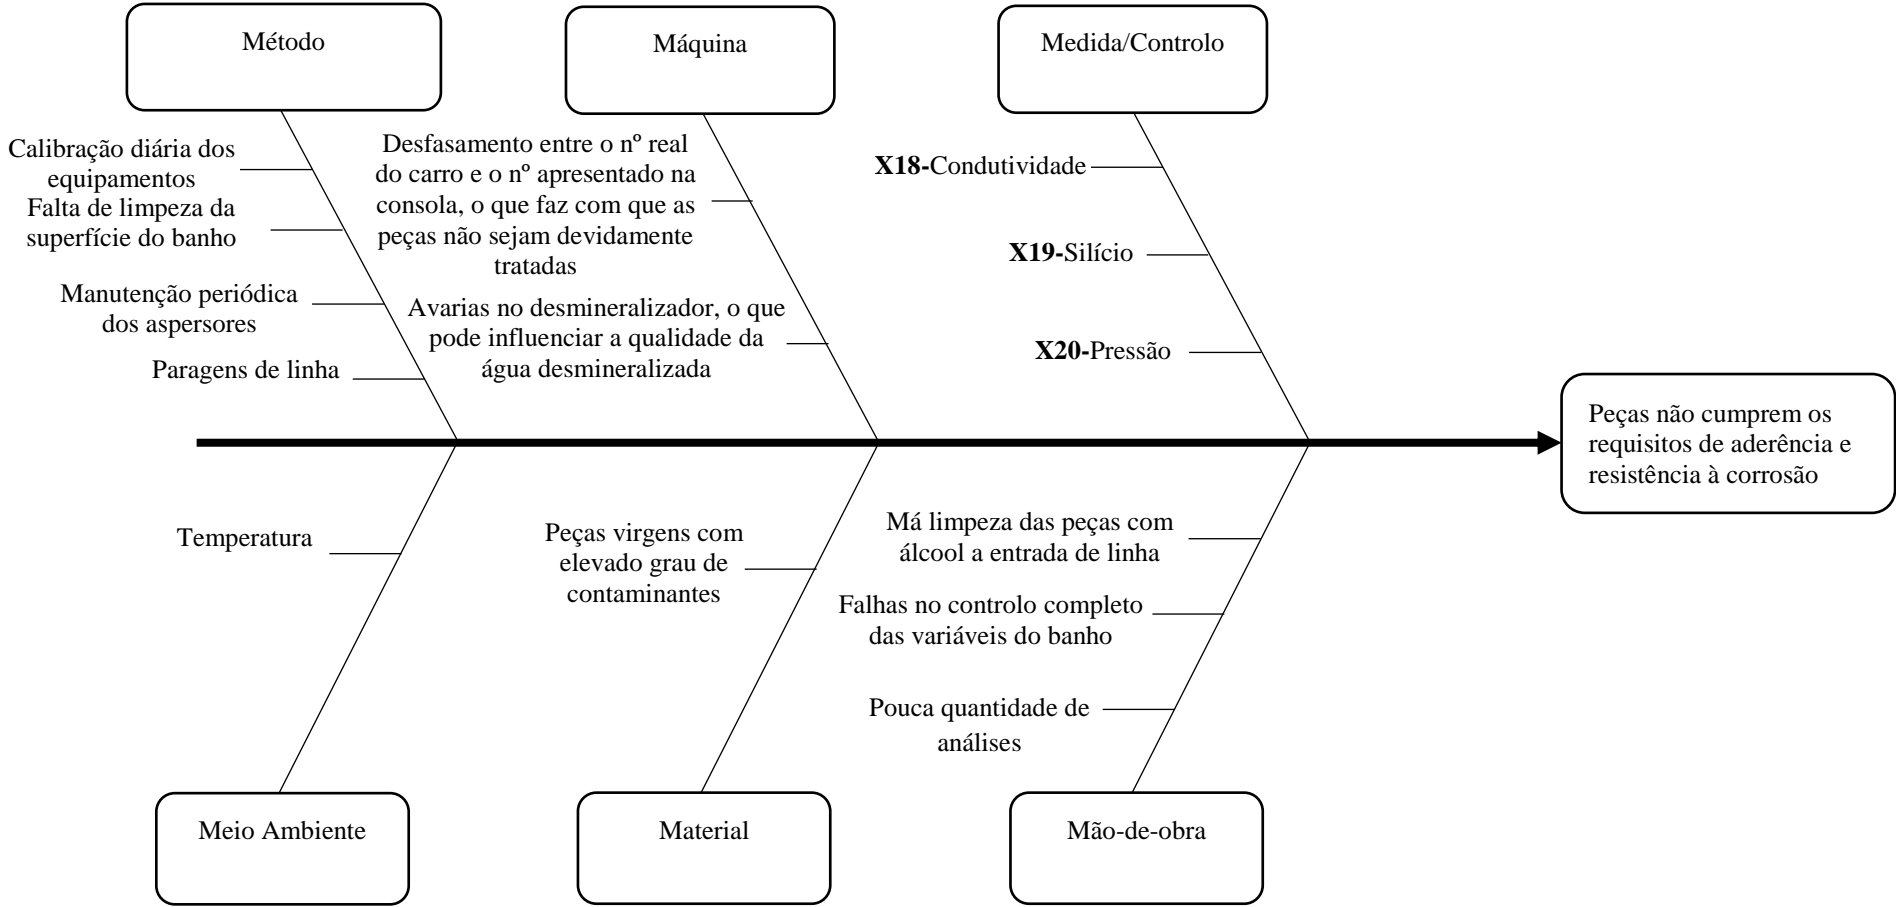 Método
Máquina
Medida/Controlo
Calibração diária dos
equipamentos
Falta de limpeza da
superfície do banho
Manutenção periódica
dos aspersores
Paragens de linha
Desfasamento entre o nº real
do carro e o nº apresentado na
consola, o que faz com que as
peças não sejam devidamente
tratadas
Avarias no desmineralizador, o que
pode influenciar a qualidade da
água desmineralizada
X18-Condutividade
X19-Silício
X20-Pressão
Peças não cumprem os
requisitos de aderência e
resistência à corrosão
Temperatura
Peças virgens com
elevado grau de
contaminantes
Má limpeza das peças com
álcool a entrada de linha
Falhas no controlo completo
das variáveis do banho
Pouca quantidade de
análises
Meio Ambiente
Material
Mão-de-obra